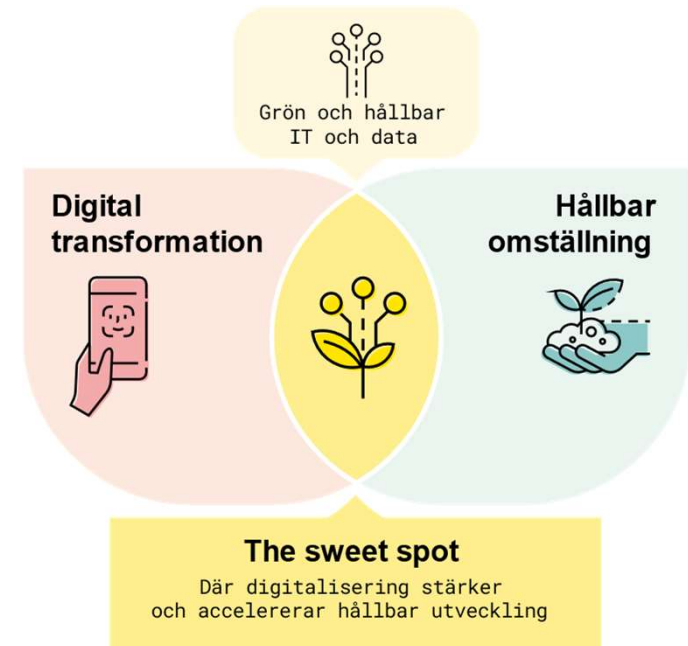 Grön och hållbar
IT och data
Digital
transformation
Hållbar
omställning
The sweet spot
Där digitalisering stärker
och accelererar hållbar utveckling